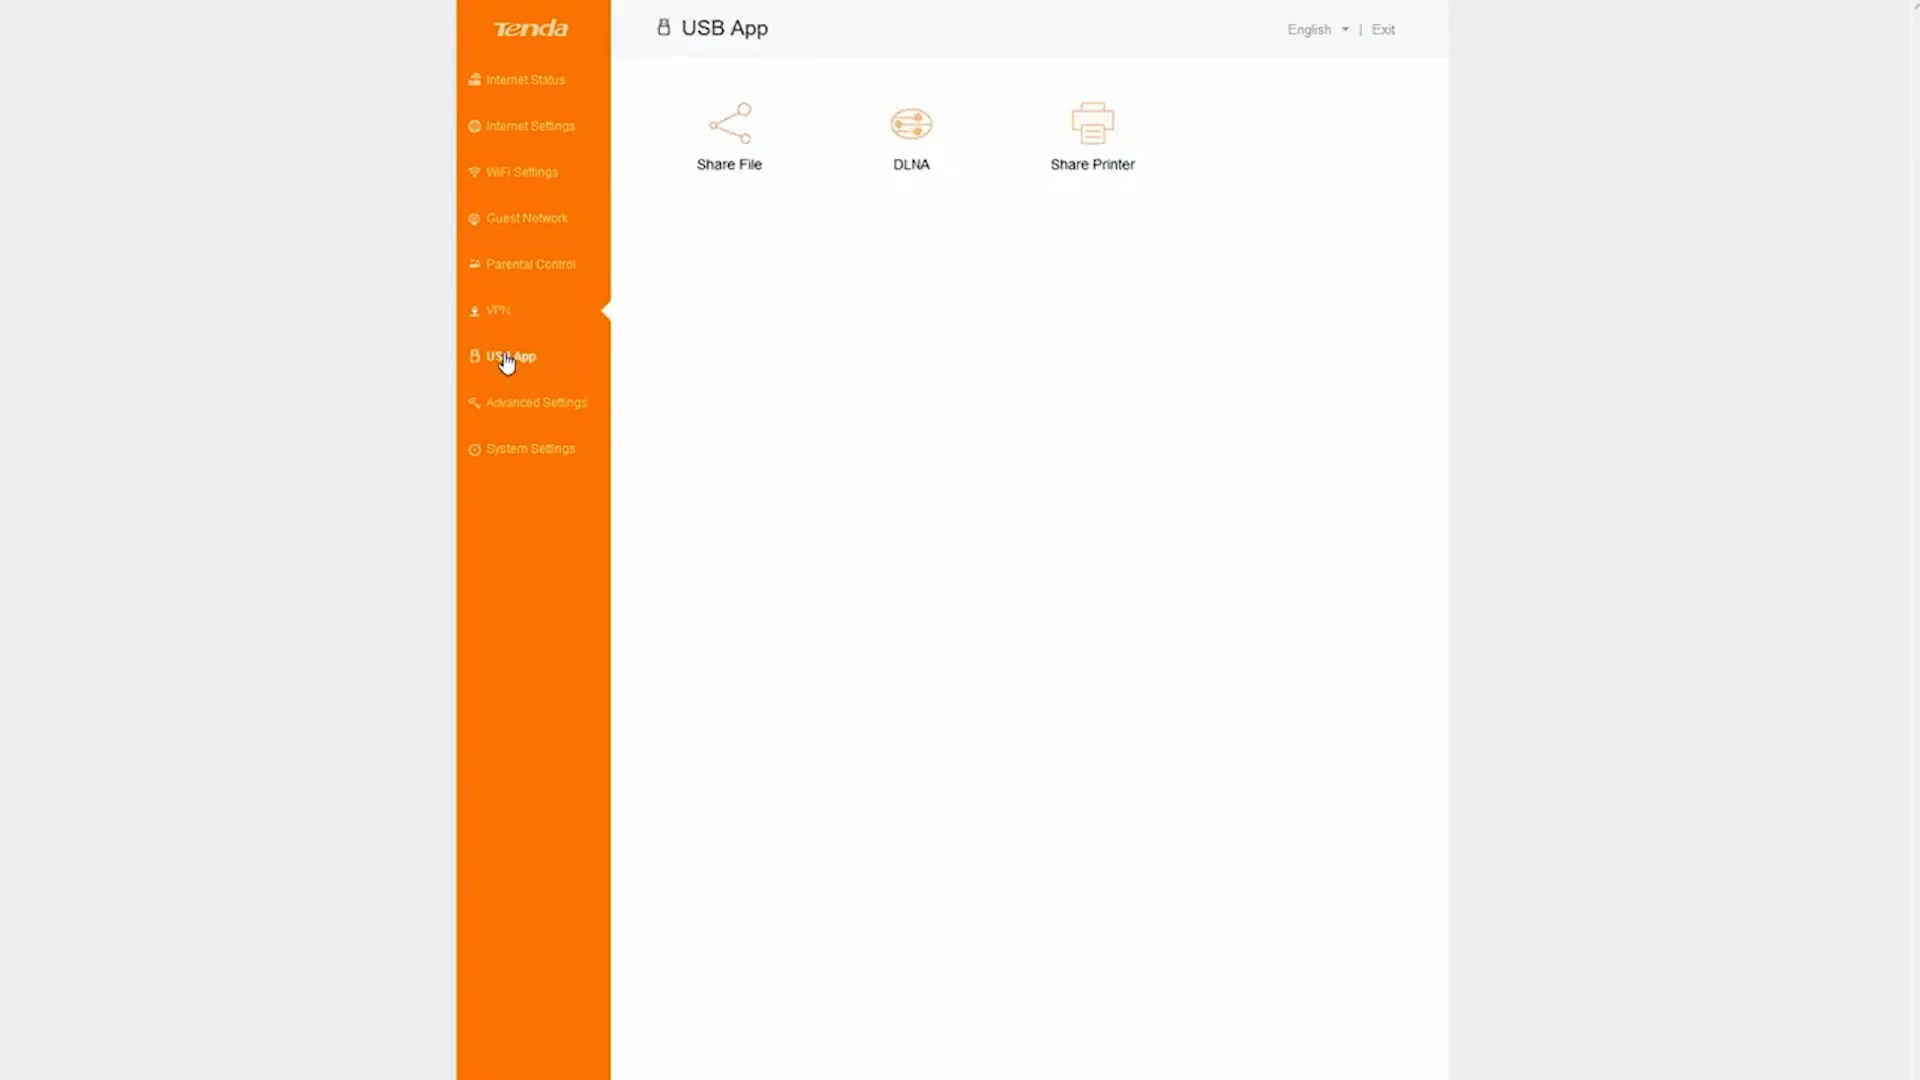 Tenda
Internet Status
Internet Settings
WiFi Settings
Guest Network
Parental Control
VPN
USB App
Advanced Settings
System Settings
USB App
English | Exit
Share File
DLNA
Share Printer